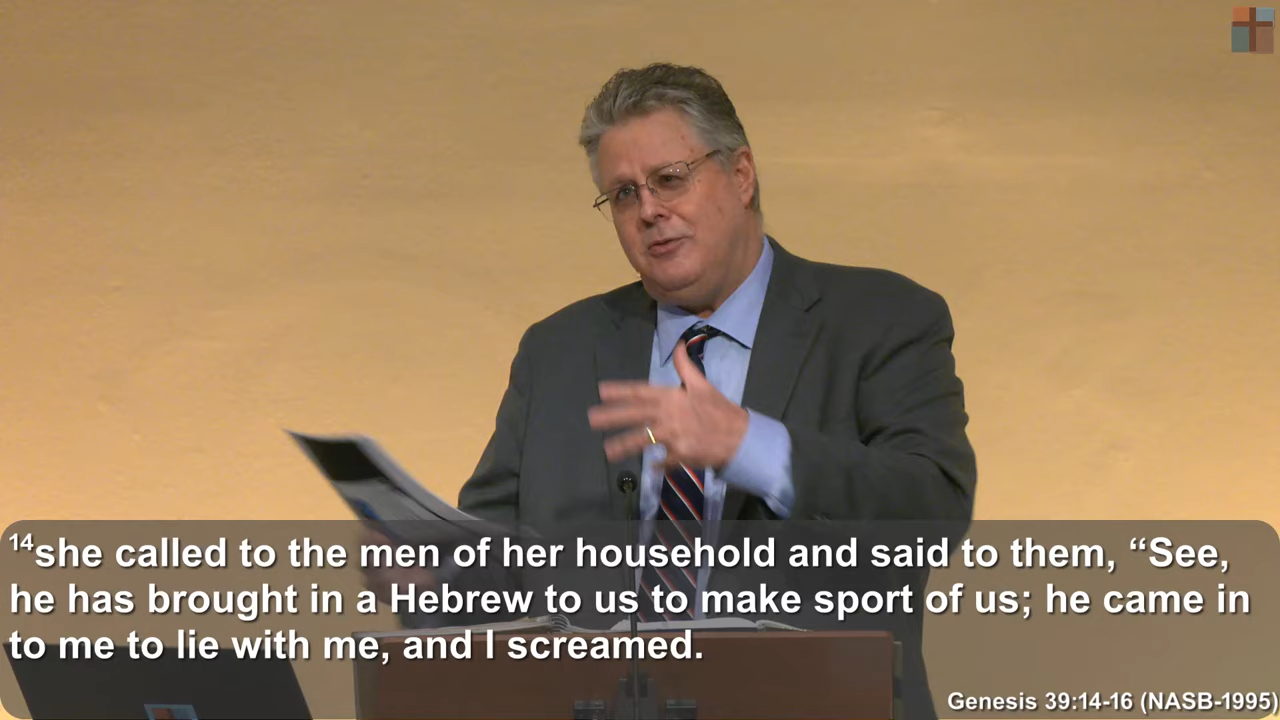 ¹⁴she called to the men of her household and said to them, “See,
he has brought in a Hebrew to us to make sport of us; he came in
to me to lie with me, and I screamed.
Genesis 39:14-16 (NASB-1995)